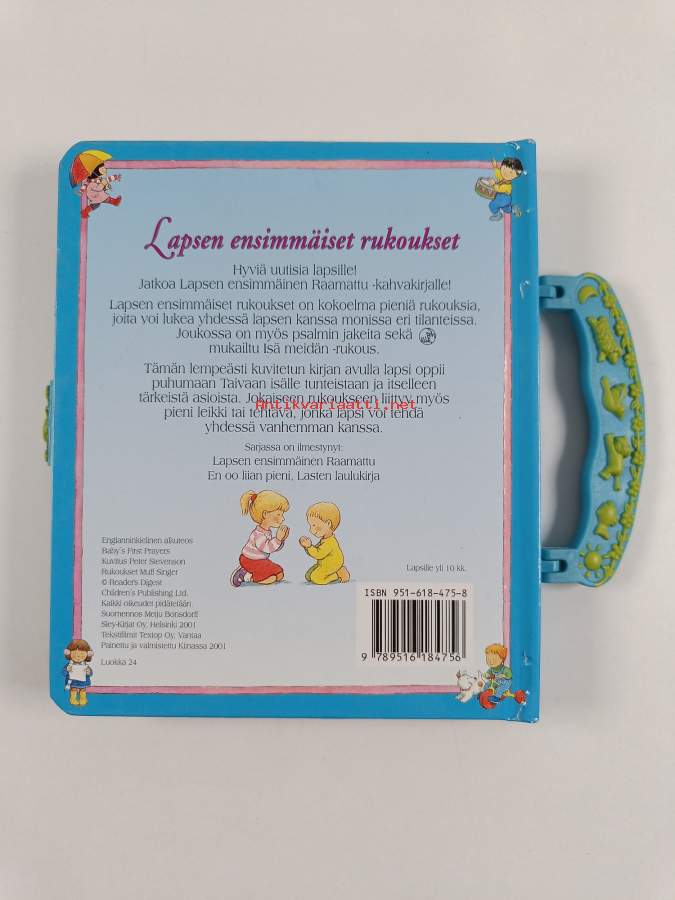 Lapsen ensimmäiset rukoukset
Hyviä uutisia lapsille!
Jatkoa Lapsen ensimmäinen Raamattu -kahvakirjalle!
Lapsen ensimmäiset rukoukset on kokoelma pieniä rukouksia,
joita voi lukea yhdessä lapsen kanssa monissa eri tilanteissa.
Joukossa on myös psalmin jakeita sekä
mukailtu Isä meidän -rukous.
Tämän lempeästi kuvitetun kirjan avulla lapsi oppii
puhumaan Taivaan isälle tunteistaan ja itselleen
tärkeistä asioista. Jokaiseen rukoukseen liittyy myös
Antikvariaatti.net
pieni leikki tai tehtävä, jonka lapsi voi tehdä
yhdessä vanhemman kanssa.
Sarjassa on ilmestynyt:
Lapsen ensimmäinen Raamattu
En oo liian pieni, Lasten laulukirja
Englanninkielinen alkuteos
Baby's First Prayers
Kuvitus Peter Stevenson
Rukoukset Muff Singer
© Reader's Digest
Children's Publishing Ltd.
Kaikki oikeudet pidätetään
Suomennos Meiju Bonsdorff
Sley-Kirjat Oy, Helsinki 2001
Tekstifilmit Textop Oy, Vantaa
Painettu ja valmistettu Kiinassa 2001
Luokka 24
Lapsille yli 10 kk.
ISBN 951-618-475-8
9 789516 184756